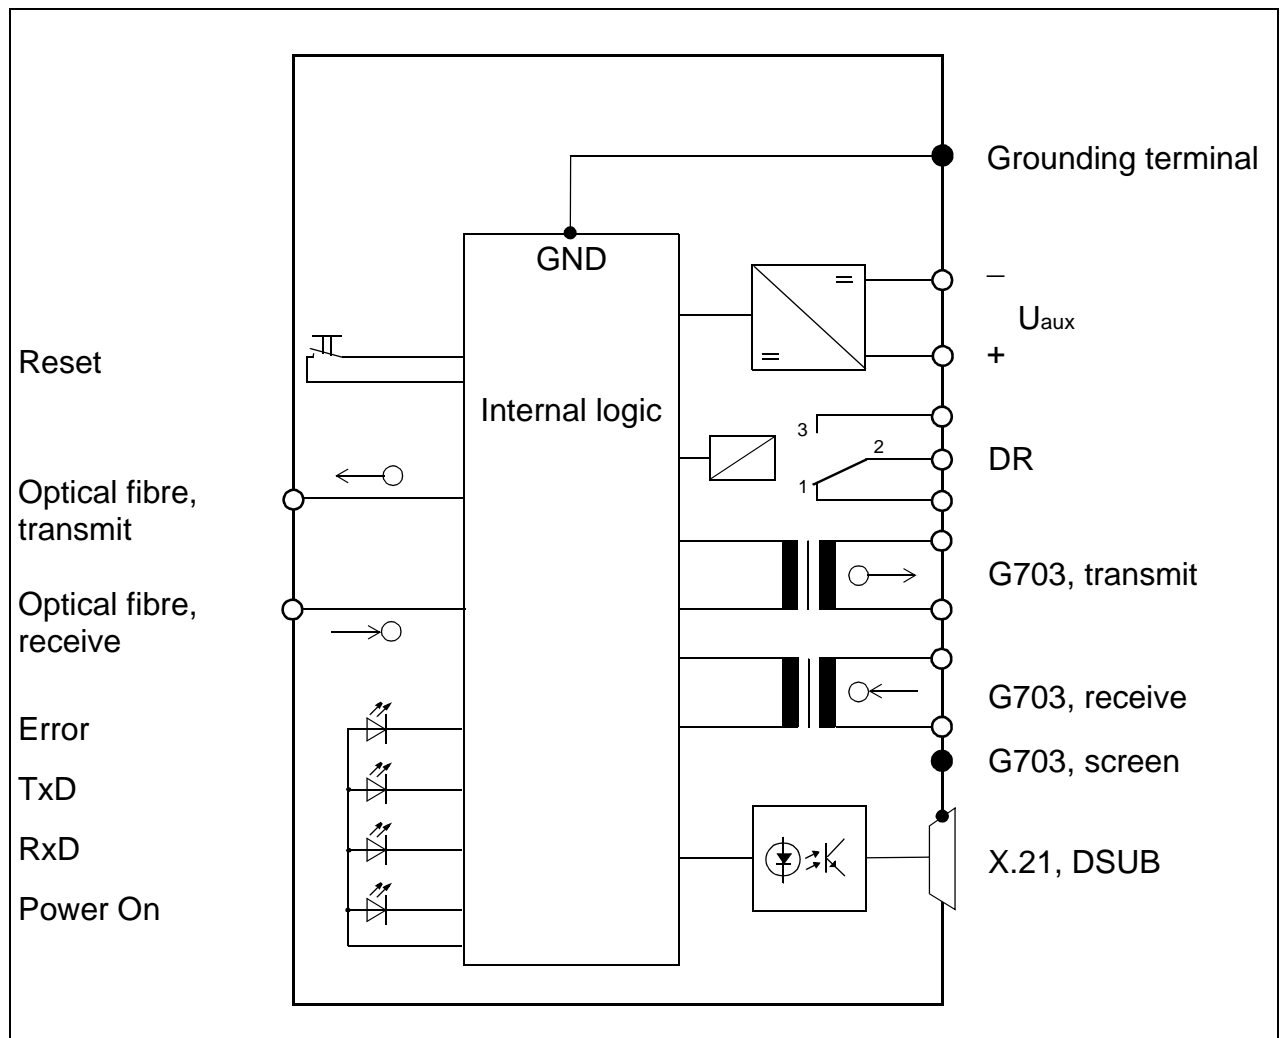 Grounding terminal
GND
–
Uaux
+
Reset
Internal logic
3
2
1
DR
Optical fibre,
transmit
G703, transmit
Optical fibre,
receive
G703, receive
Error
G703, screen
TxD
RxD
X.21, DSUB
Power On